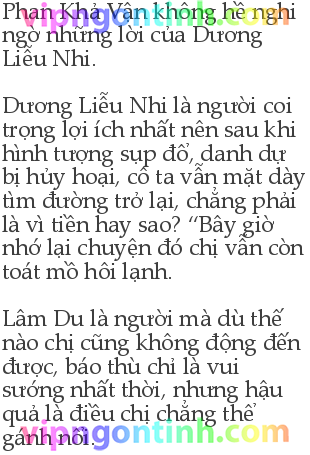 Phan Khả Vân không hề nghi
ngờ những lời của Dương
Liễu Nhi.
Dương Liễu Nhi là người coi
trọng lợi ích nhất nên sau khi
hình tượng sụp đổ, danh dự
bị hủy hoại, cô ta vẫn mặt dày
tìm đường trở lại, chẳng phải
là vì tiền hay sao? “Bây giờ
nhớ lại chuyện đó chị vẫn còn
toát mồ hôi lạnh.
Lâm Du là người mà dù thế
nào chị cũng không động đến
được, báo thù chỉ là vui
sướng nhất thời, nhưng hậu
quả là điều chị chẳng thể
gánh nổi.
vipngontinh.com
vipngontinh.com